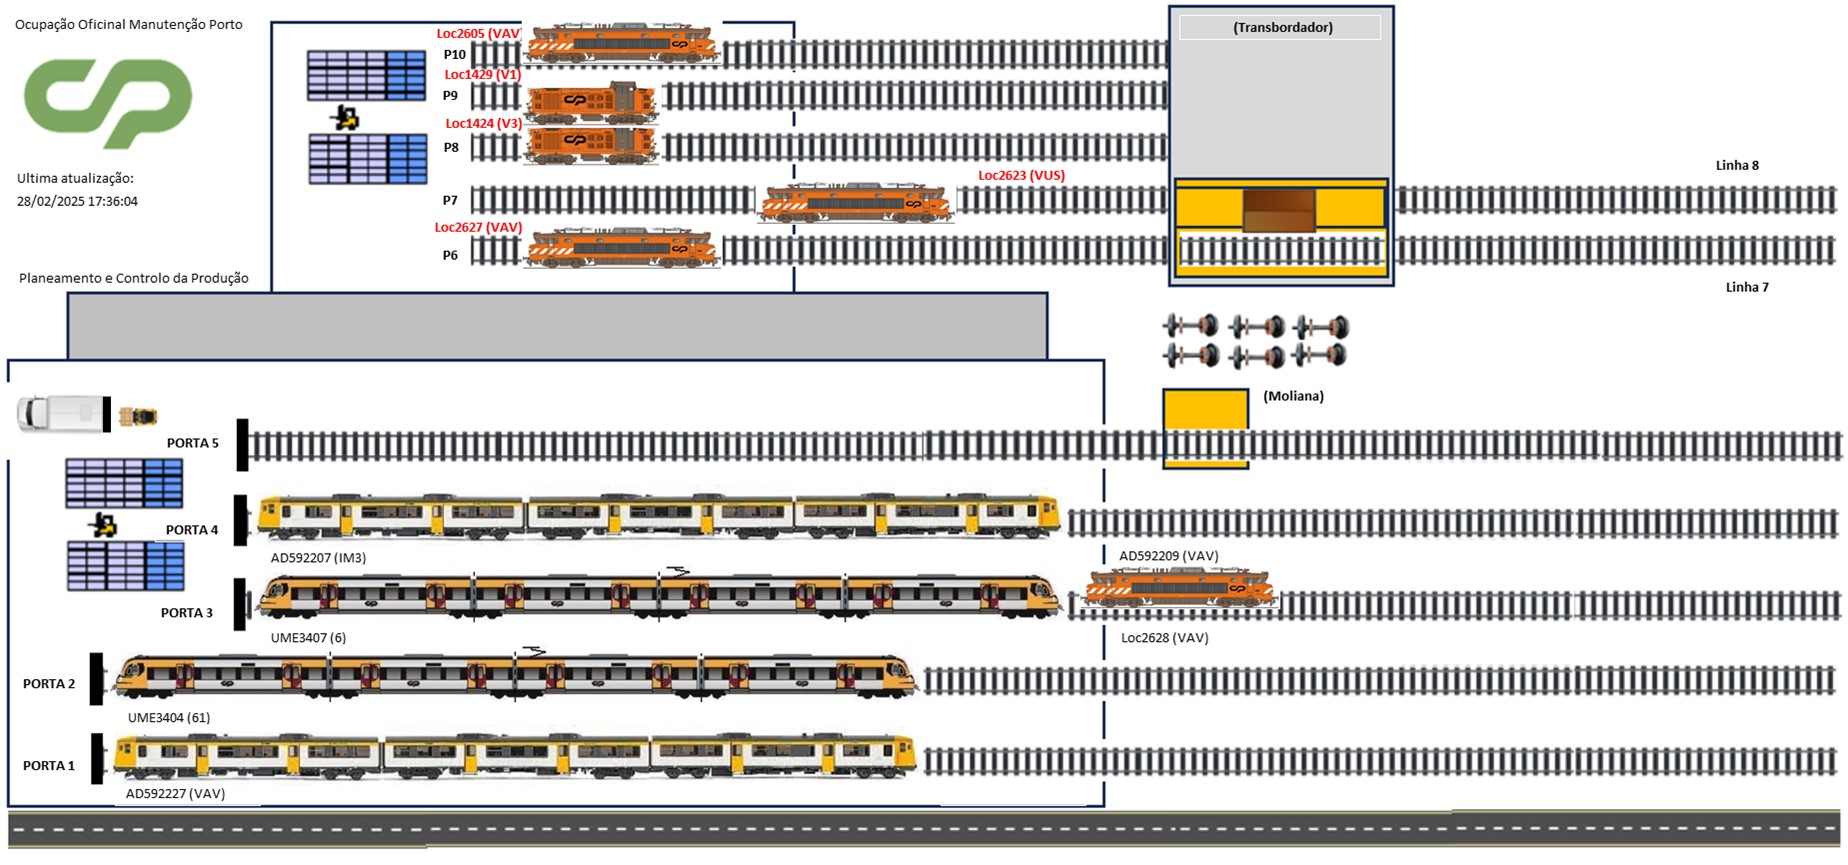 Ocupação Oficinal Manutenção Porto
Ultima atualização:
28/02/2025 17:36:04
Planeamento e Controlo da Produção
Loc2605 (VAV)
P10
Loc1429 (V1)
P9
Loc1424 (V3)
P8
Loc2623 (VUS)
P7
Loc2627 (VAV)
P6
(Transbordador)
Linha 8
Linha 7
(Moliana)
PORTA 5
PORTA 4
AD592207 (IM3)
AD592209 (VAV)
PORTA 3
UME3407 (6)
Loc2628 (VAV)
PORTA 2
UME3404 (61)
PORTA 1
AD592227 (VAV)